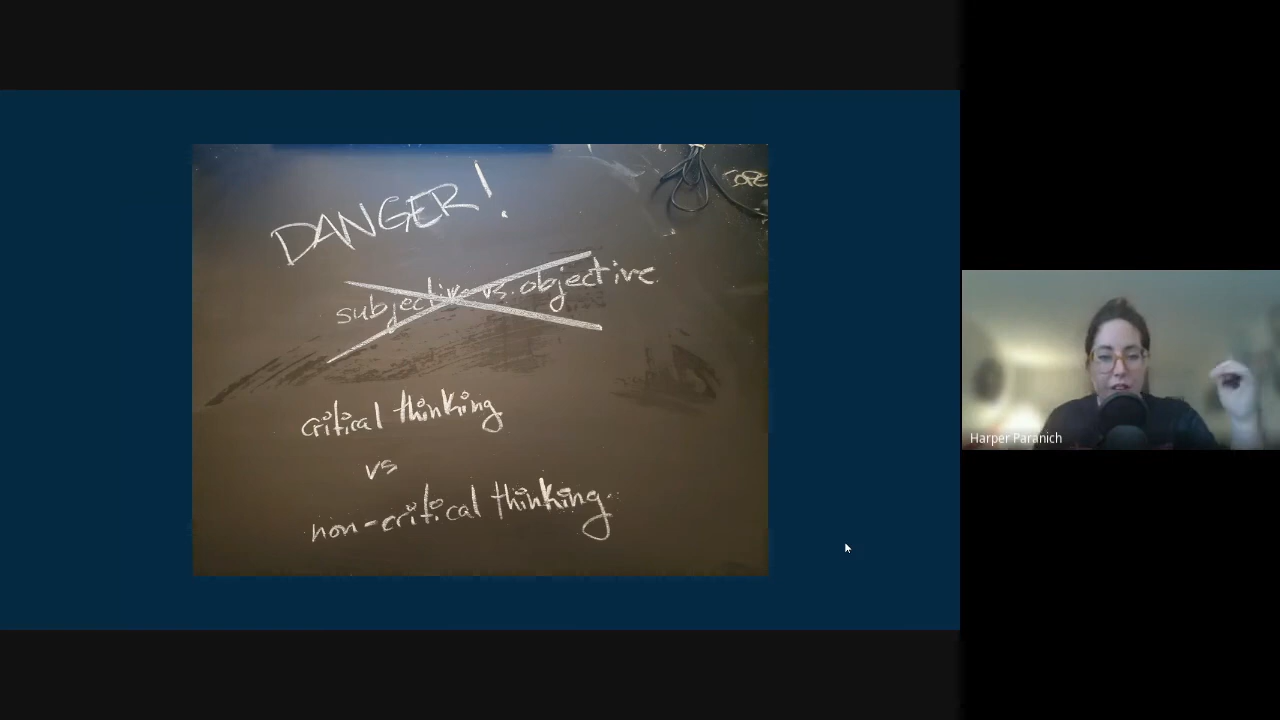 DANGER!
subjective vs. objective
critical thinking
vs
non-critical thinking.
Harper Paranich